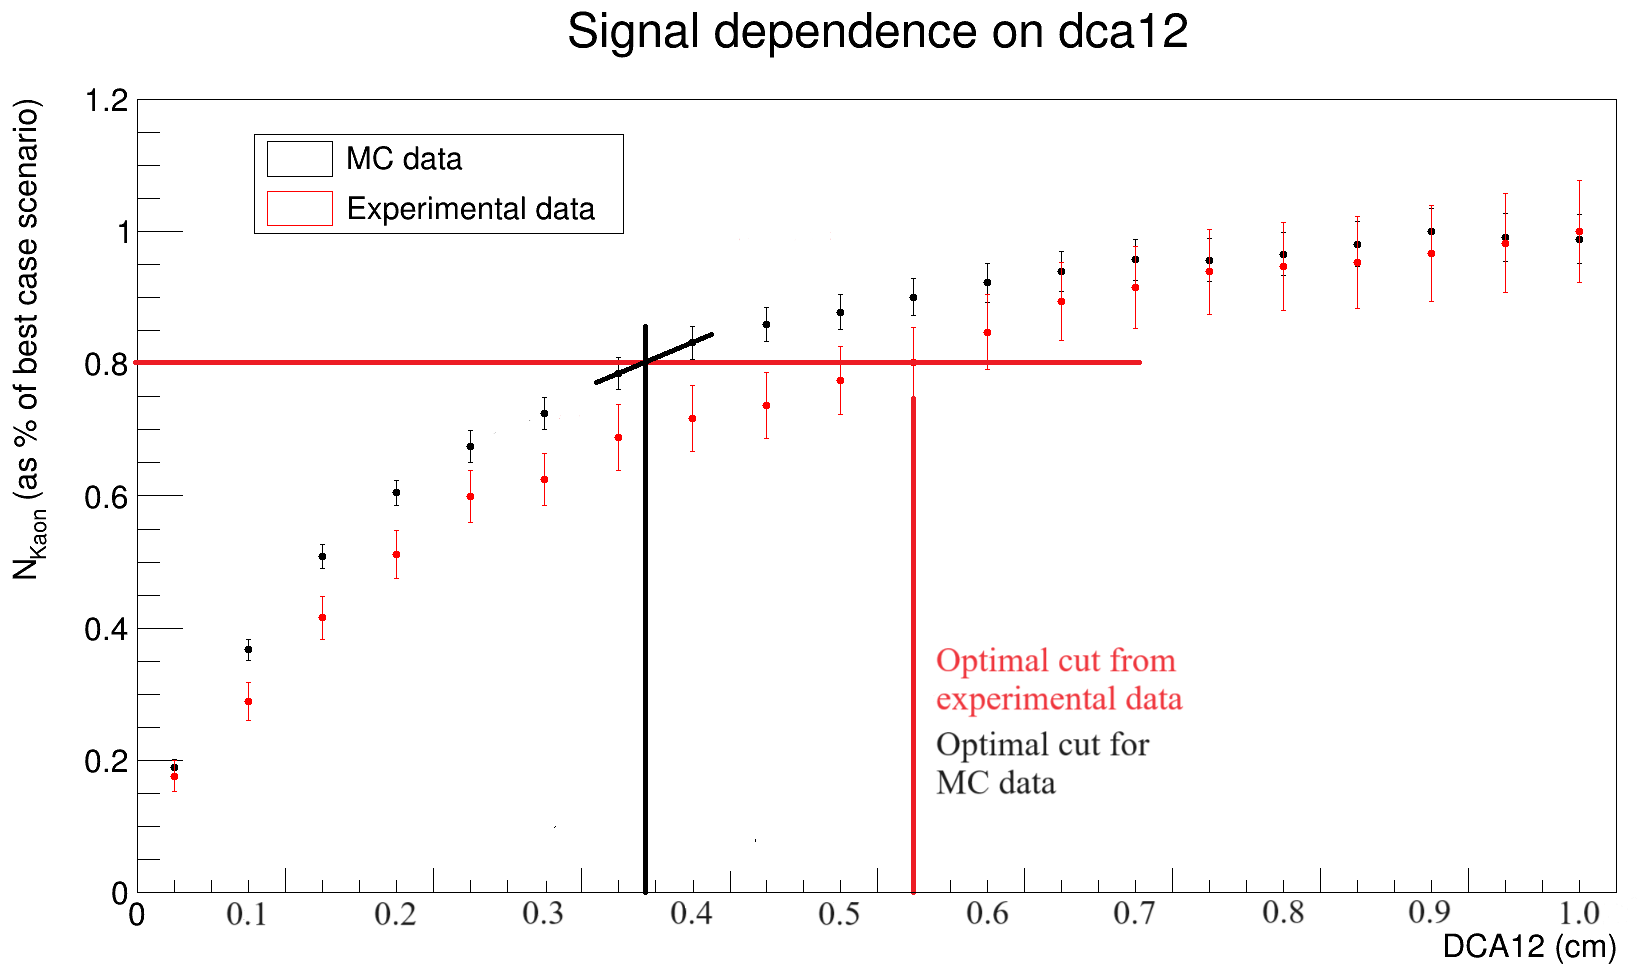 Signal dependence on dca12
N_Kaon (as % of best case scenario)
1.2
1
0.8
0.6
0.4
0.2
0
MC data
Experimental data
Optimal cut from
experimental data
Optimal cut for
MC data
0 0.1 0.2 0.3 0.4 0.5 0.6 0.7 0.8 0.9 1.0
DCA12 (cm)